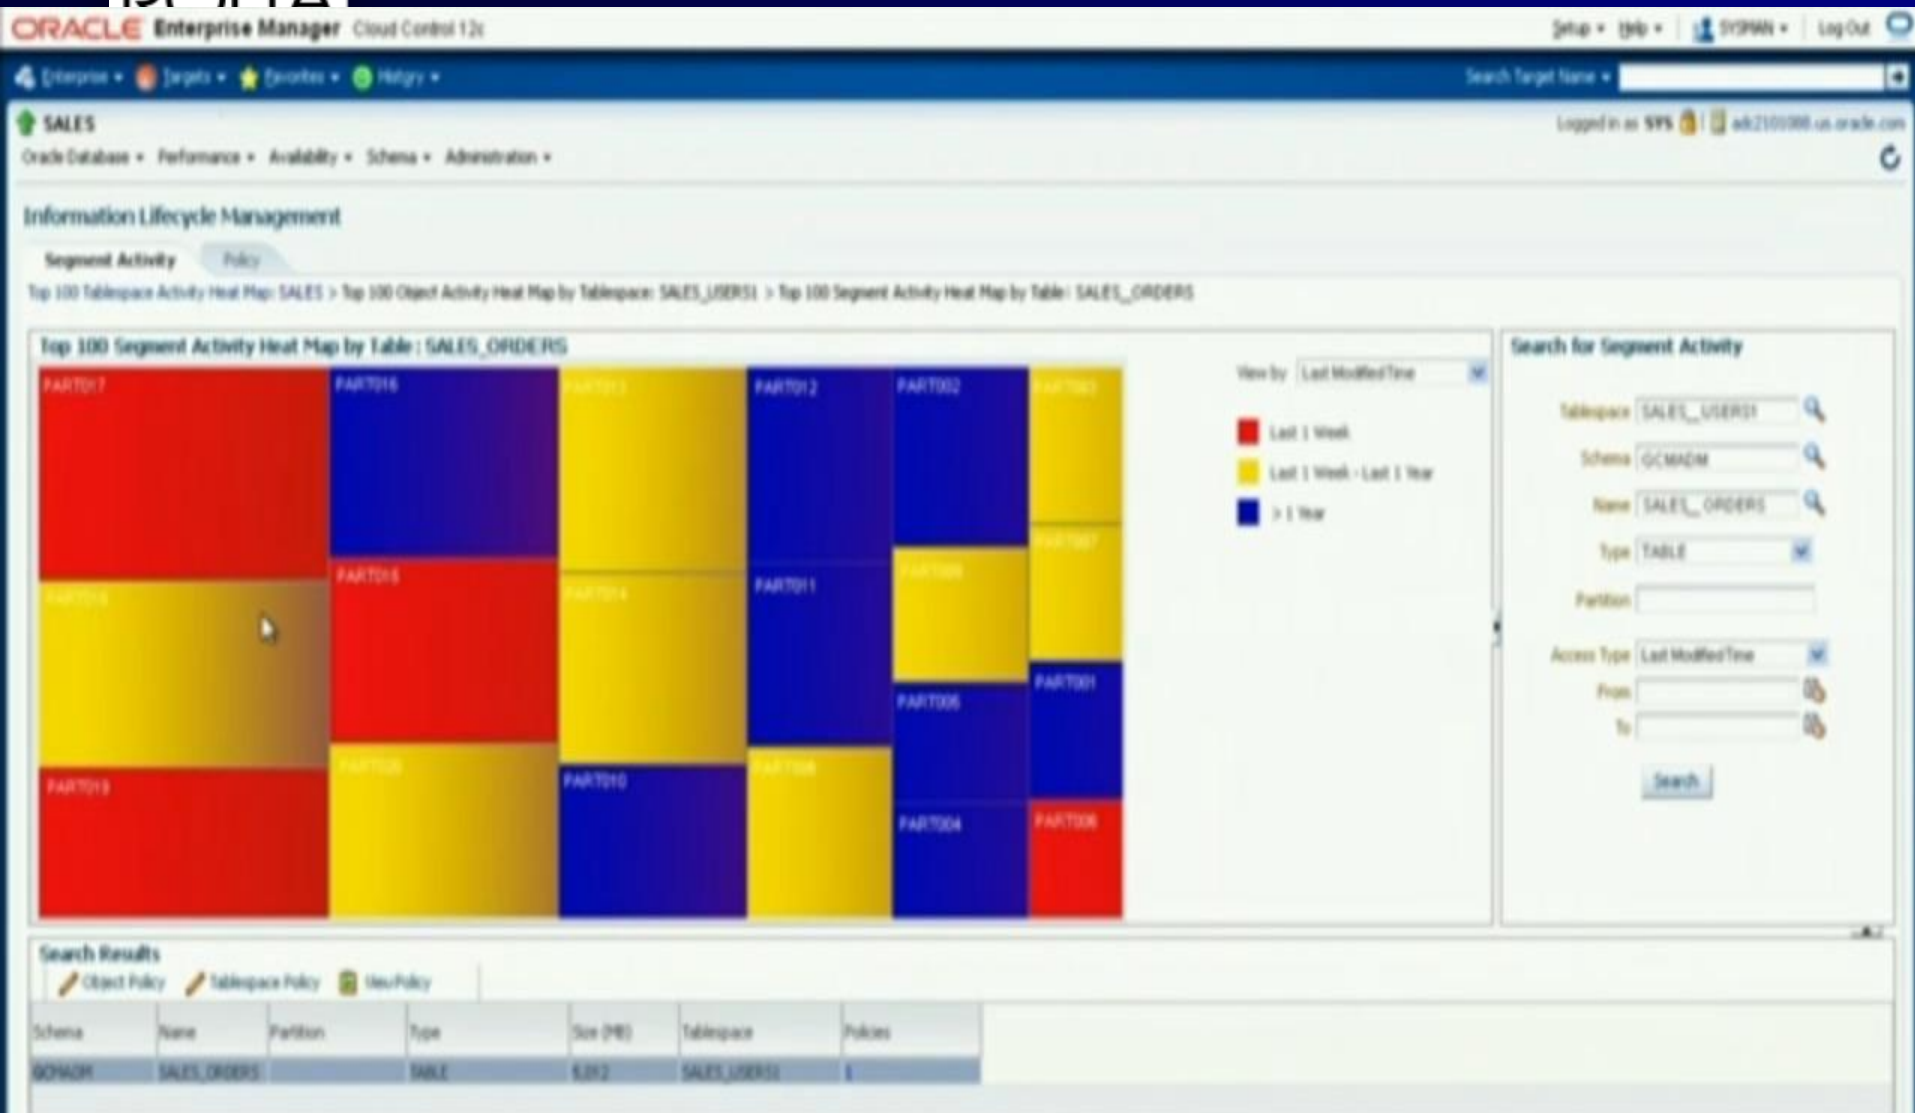 ORACLE Enterprise Manager Cloud Control 12c
Setup Help SYSMAN Log Out
Enterprise Targets Favorites History
Search Target Name
SALES
Logged in as SYS
Oracle Database Performance Availability Schema Administration
Information Lifecycle Management
Segment Activity Policy
Top 100 Tablespace Activity Heat Map: SALES > Top 100 Object Activity Heat Map by Tablespace: SALES_USERS1 > Top 100 Segment Activity Heat Map by Table: SALES_ORDERS
Top 100 Segment Activity Heat Map by Table : SALES_ORDERS
PART017
PART019
PART016
PART015
PART014
PART010
PART012
PART011
PART002
PART004
PART001
View by Last Modified Time
Last 1 Week
Last 1 Week - Last 1 Year
> 1 Year
Search for Segment Activity
Tablespace SALES_USERS1
Schema GCMADM
Name SALES_ORDERS
Type TABLE
Partition
Access Type Last Modified Time
From
To
Search
Search Results
Object Policy Tablespace Policy View Policy
Schema Name Partition Type Size (MB) Tablespace Policies
GCMADM SALES_ORDERS TABLE SALES_USERS1 1